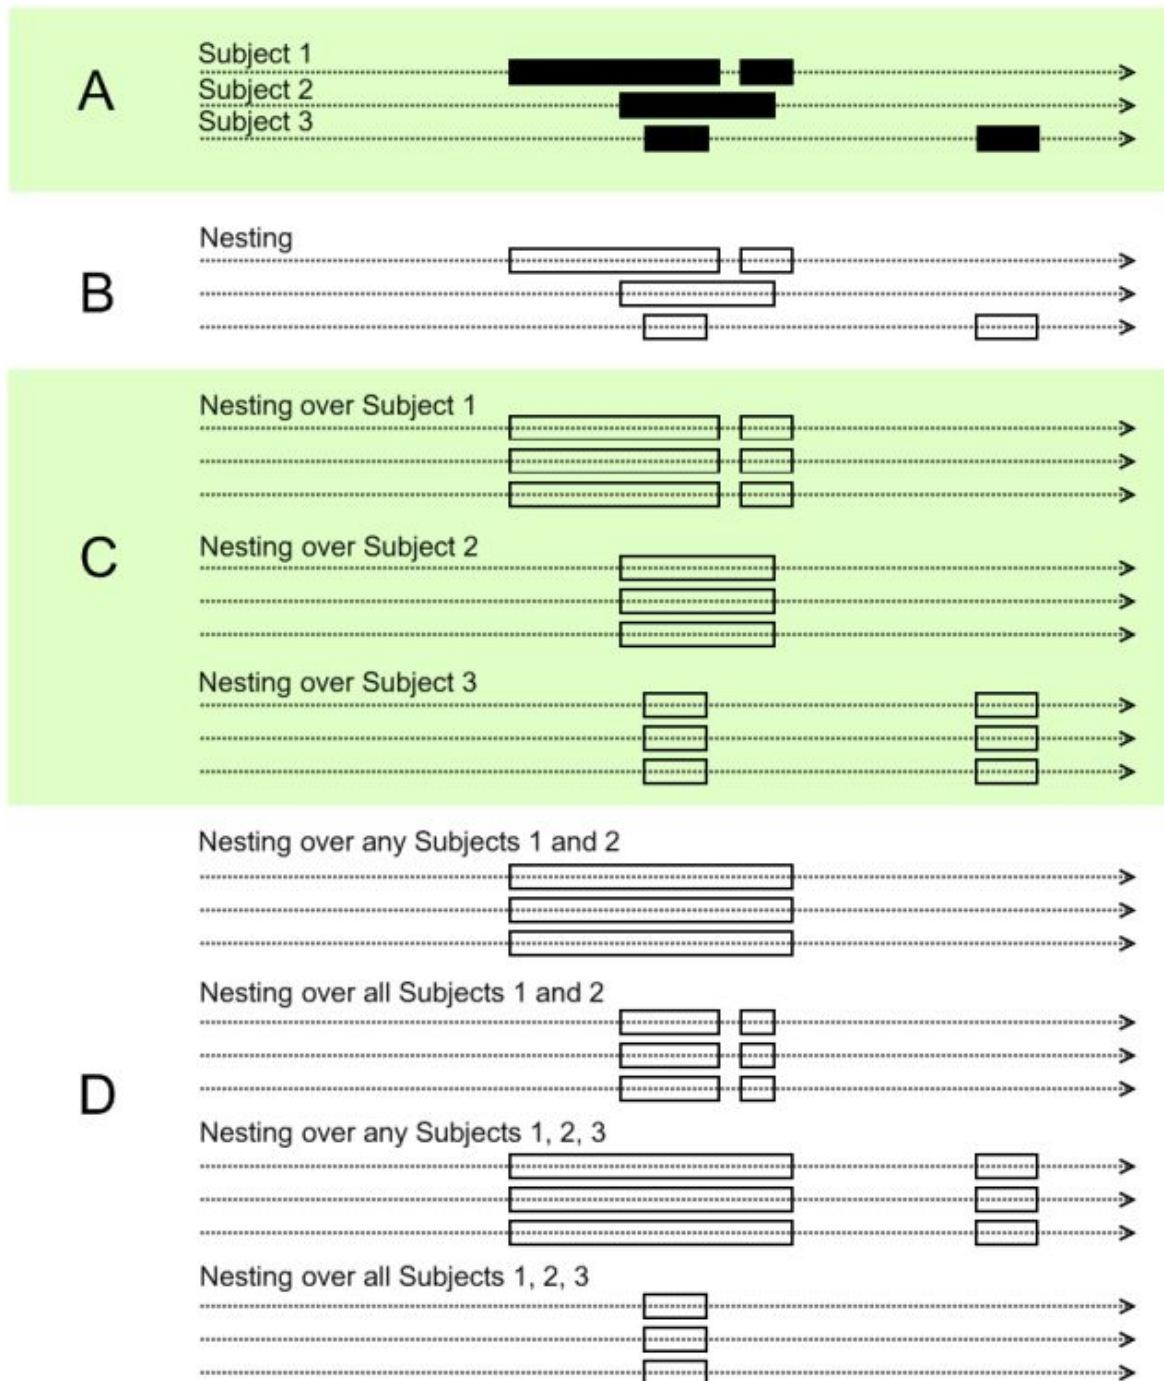 A
Subject 1
Subject 2
Subject 3
B
Nesting
C
Nesting over Subject 1
Nesting over Subject 2
Nesting over Subject 3
D
Nesting over any Subjects 1 and 2
Nesting over all Subjects 1 and 2
Nesting over any Subjects 1, 2, 3
Nesting over all Subjects 1, 2, 3